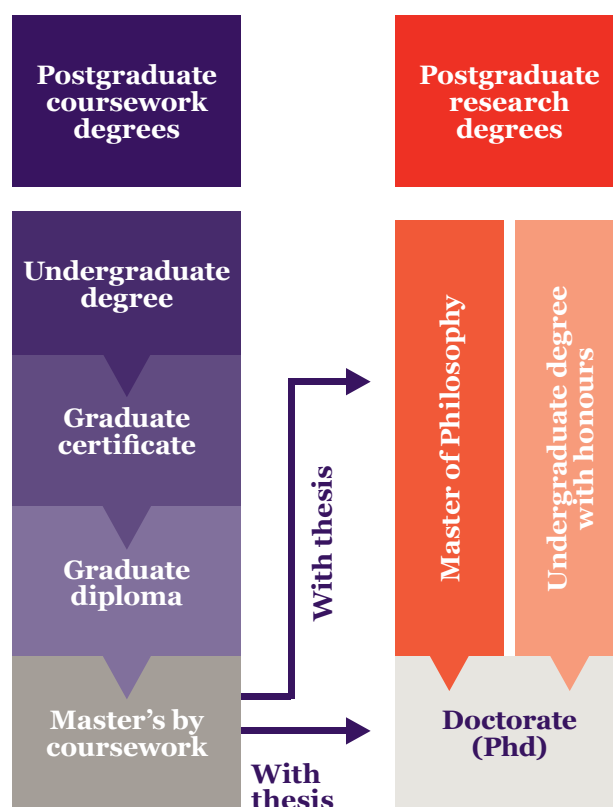 Postgraduate
coursework
degrees
Undergraduate
degree
Graduate
certificate
Graduate
diploma
Master’s by
coursework
With thesis
With
thesis
Postgraduate
research
degrees
Master of Philosophy
Undergraduate degree
with honours
Doctorate
(Phd)